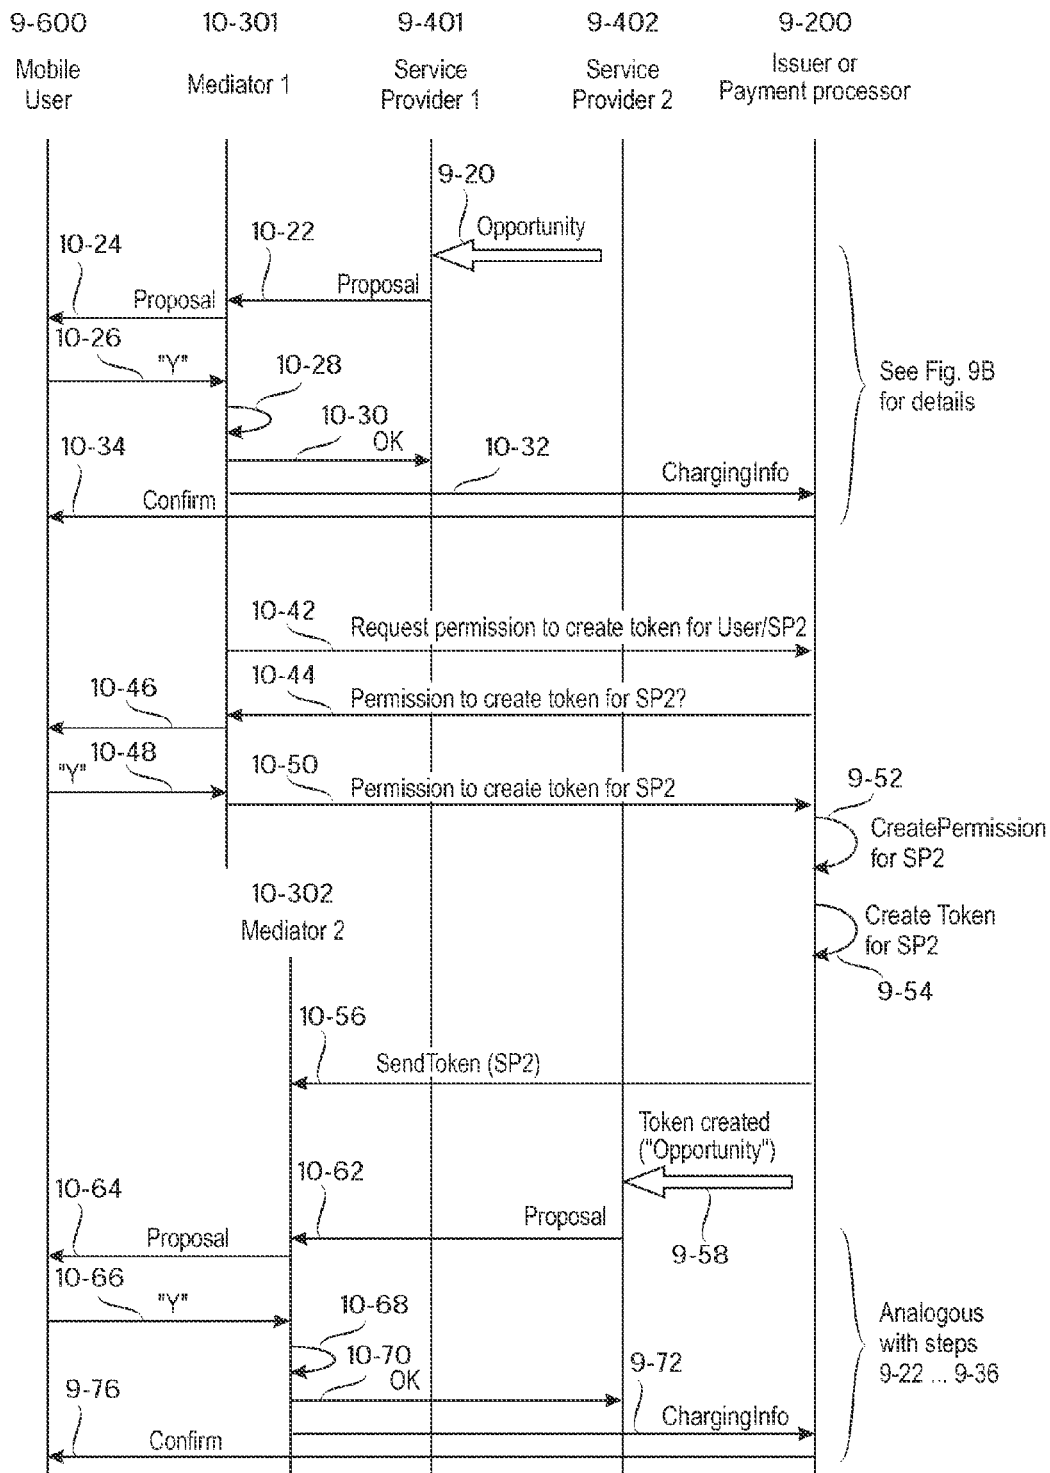 9-600 10-301 9-401 9-402 9-200
Mobile User
Mediator 1
Service Provider 1
Service Provider 2
Issuer or Payment processor
9-20
Opportunity
10-22
Proposal
10-24
Proposal
10-26
"Y"
10-28
10-30
OK
10-32
ChargingInfo
10-34
Confirm
See Fig. 9B
for details
10-42
Request permission to create token for User/SP2
10-44
Permission to create token for SP2?
10-46
10-48
"Y"
10-50
Permission to create token for SP2
9-52
CreatePermission
for SP2
10-302
Mediator 2
Create Token
for SP2
9-54
10-56
SendToken (SP2)
Token created
("Opportunity")
9-58
10-62
Proposal
10-64
Proposal
10-66
"Y"
10-68
10-70
OK
9-72
ChargingInfo
9-76
Confirm
Analogous
with steps
9-22 ... 9-36